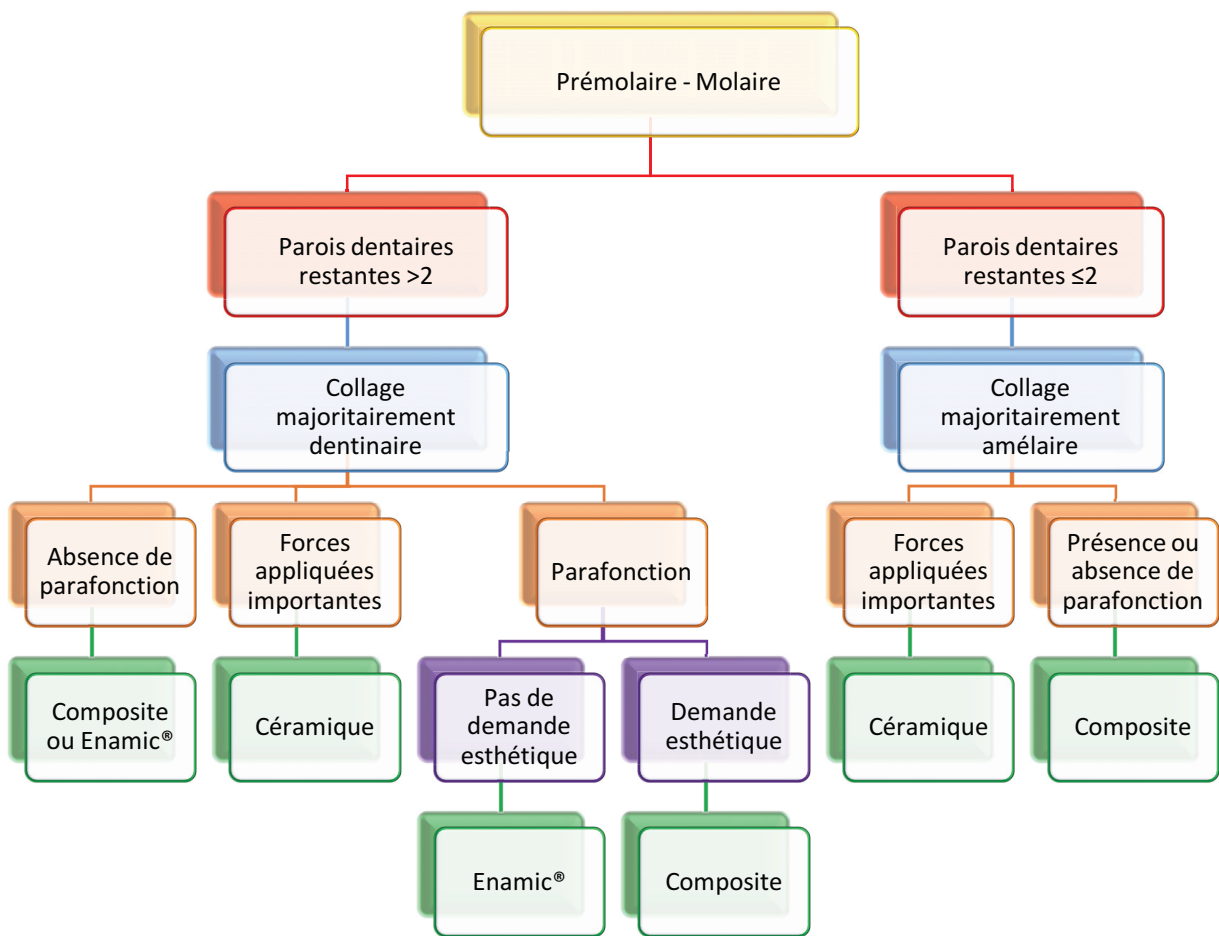 Prémolaire - Molaire
Parois dentaires
restantes >2
Parois dentaires
restantes ≤2
Collage
majoritairement
dentinaire
Collage
majoritairement
amélaire
Absence de
parafonction
Forces
appliquées
importantes
Parafonction
Forces
appliquées
importantes
Présence ou
absence de
parafonction
Composite
ou Enamic®
Céramique
Pas de
demande
esthétique
Demande
esthétique
Céramique
Composite
Enamic®
Composite